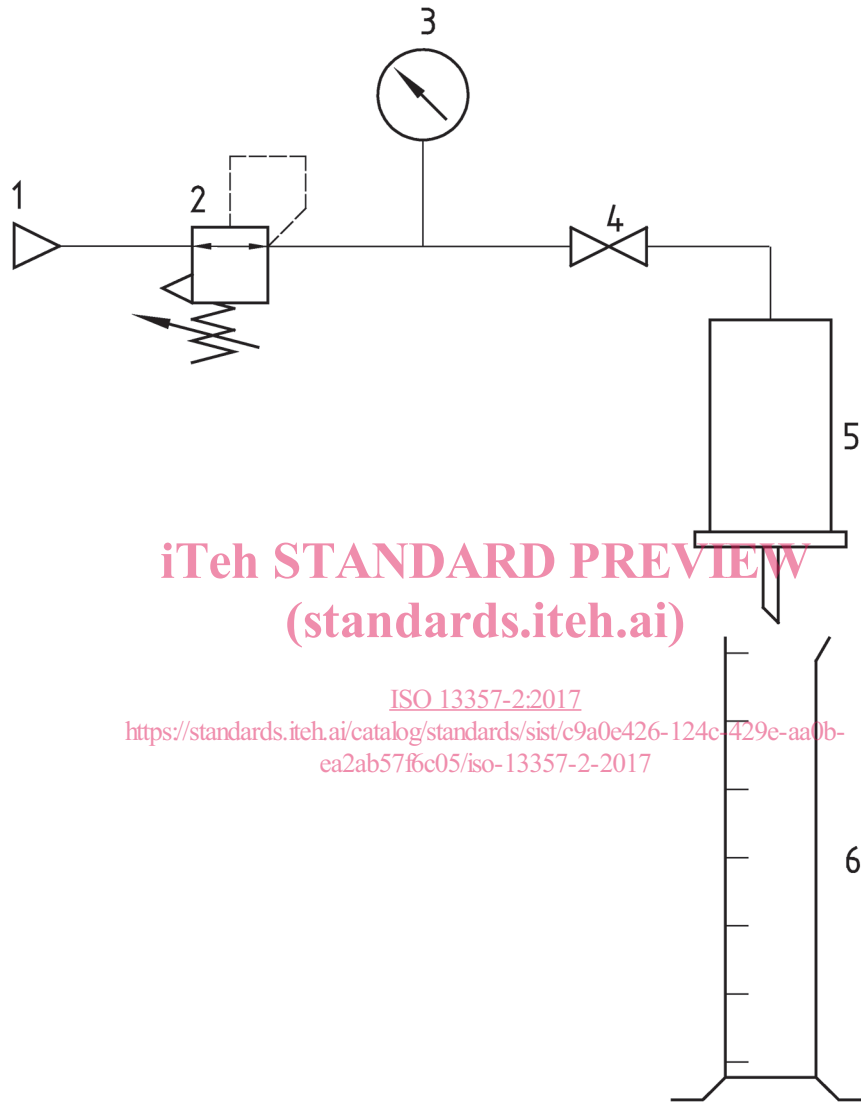 3
1
2
4
5
iTeh STANDARD PREVIEW
(standards.iteh.ai)
ISO 13357-2:2017
https://standards.iteh.ai/catalog/standards/sist/c9a0e426-124c-429e-aa0b-
ea2ab57f6c05/iso-13357-2-2017
6